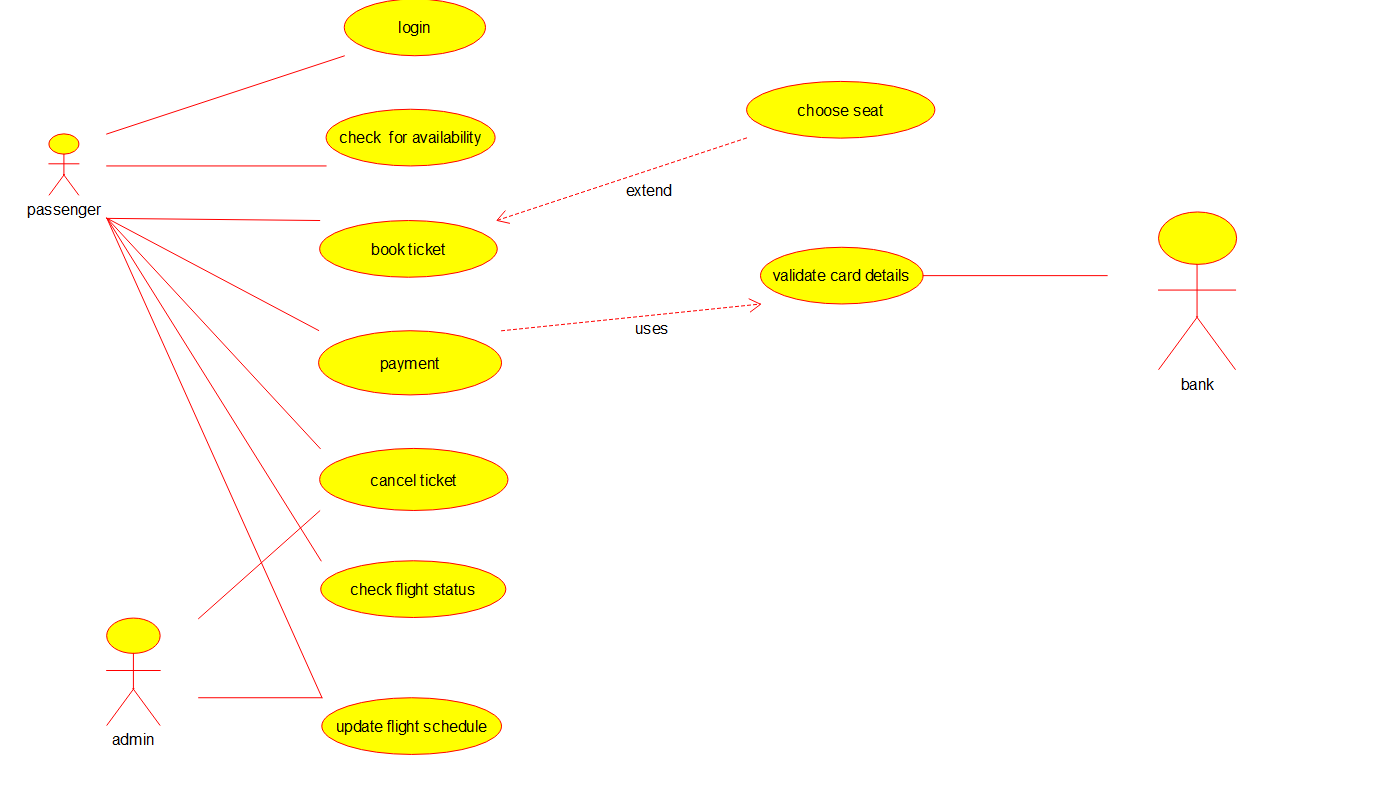 login
choose seat
check for availability
extend
passenger
book ticket
validate card details
uses
payment
bank
cancel ticket
check flight status
update flight schedule
admin